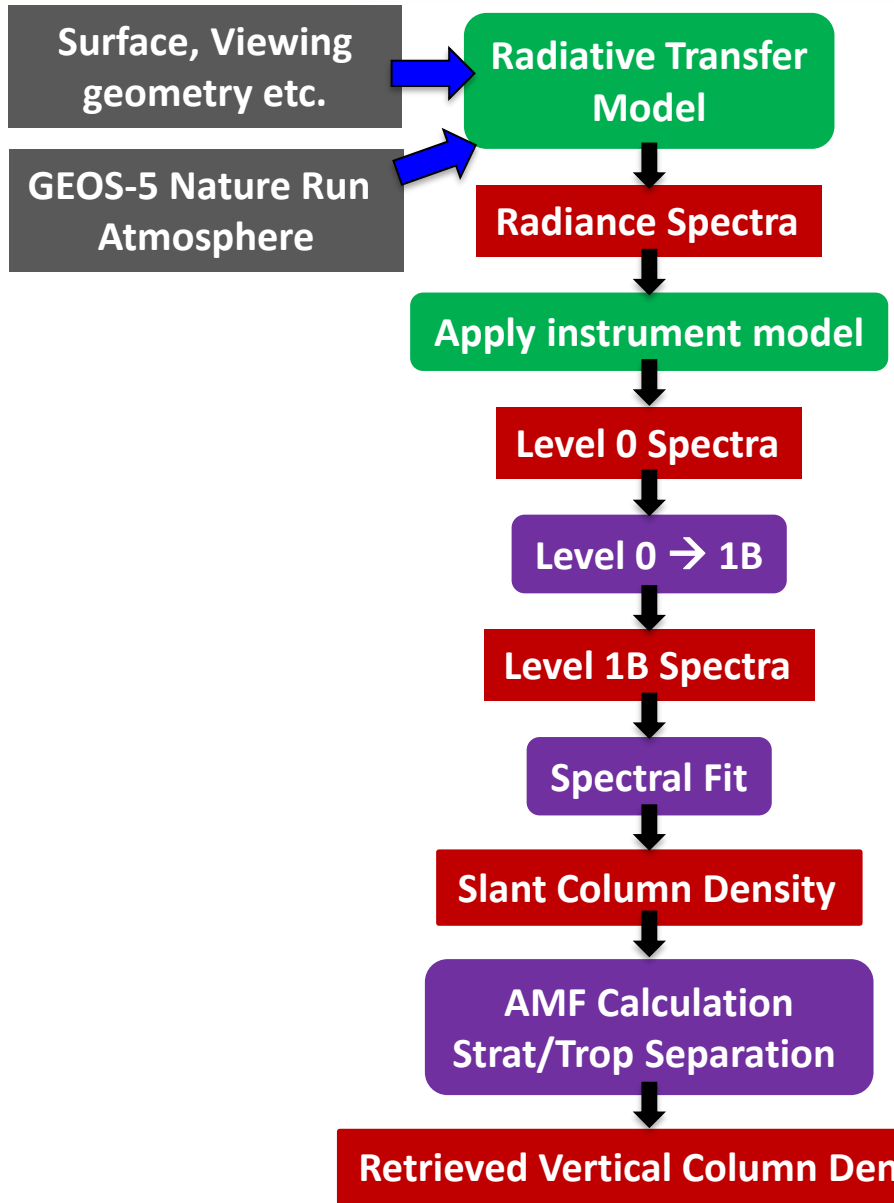 Surface, Viewing
geometry etc.
Radiative Transfer
Model
GEOS-5 Nature Run
Atmosphere
Radiance Spectra
Apply instrument model
Level 0 Spectra
Level 0 → 1B
Level 1B Spectra
Spectral Fit
Slant Column Density
AMF Calculation
Strat/Trop Separation
Retrieved Vertical Column Den